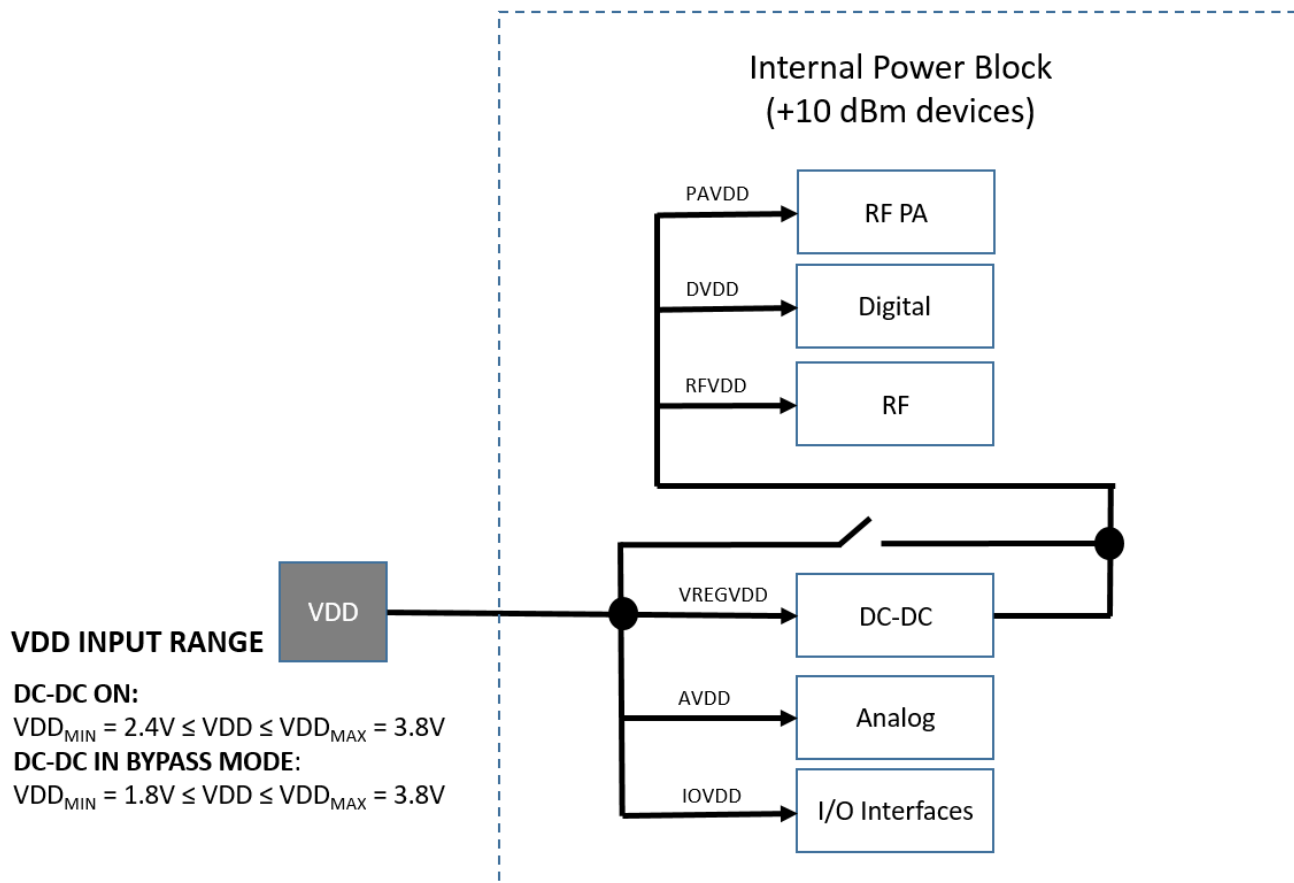 Internal Power Block
(+10 dBm devices)
PAVDD
RF PA
DVDD
Digital
RFVDD
RF
VDD
VREGVDD
DC-DC
AVDD
Analog
IOVDD
I/O Interfaces
VDD INPUT RANGE
DC-DC ON:
VDDMIN = 2.4V ≤ VDD ≤ VDDMAX = 3.8V
DC-DC IN BYPASS MODE:
VDDMIN = 1.8V ≤ VDD ≤ VDDMAX = 3.8V